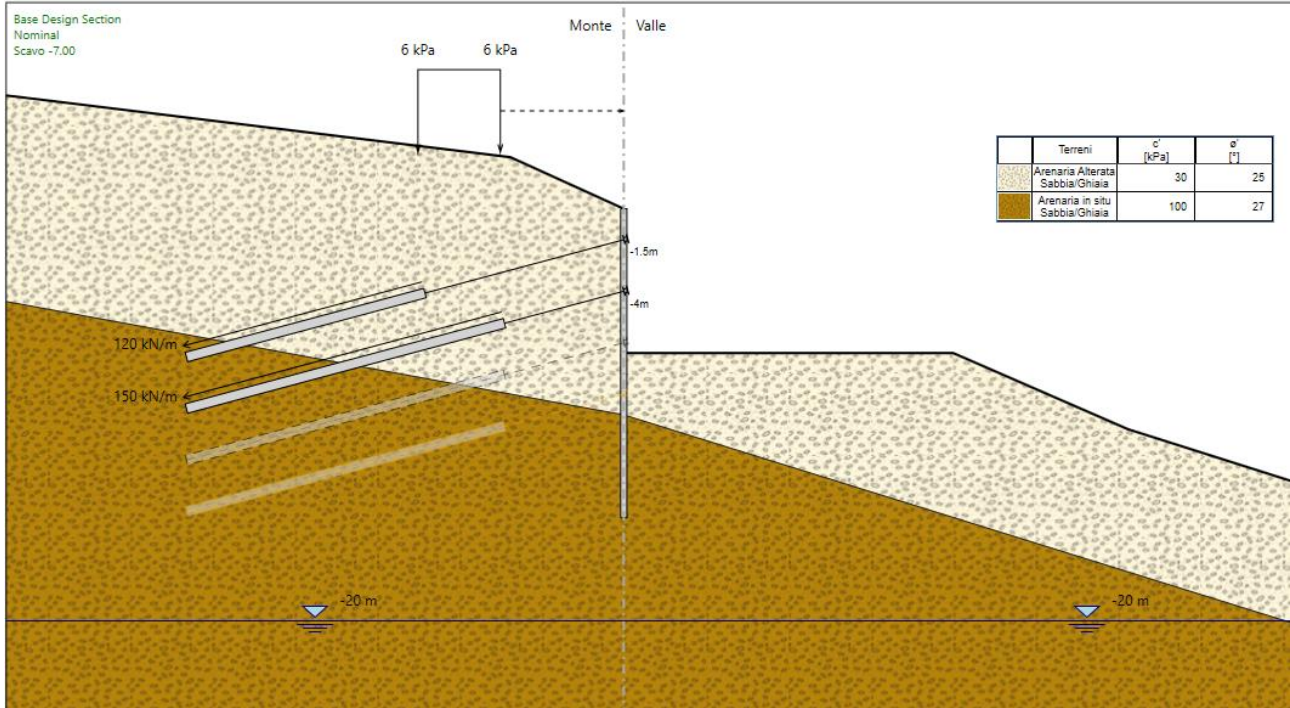 Base Design Section
Nominal
Scavo -7.00
Monte
Valle
6 kPa
6 kPa
Terreni
c'
[kPa]
ø'
[°]
Arenaria Alterata
Sabbia/Ghiaia
30
25
Arenaria in situ
Sabbia/Ghiaia
100
27
-1.5m
-4m
120 kN/m
150 kN/m
-20 m
-20 m